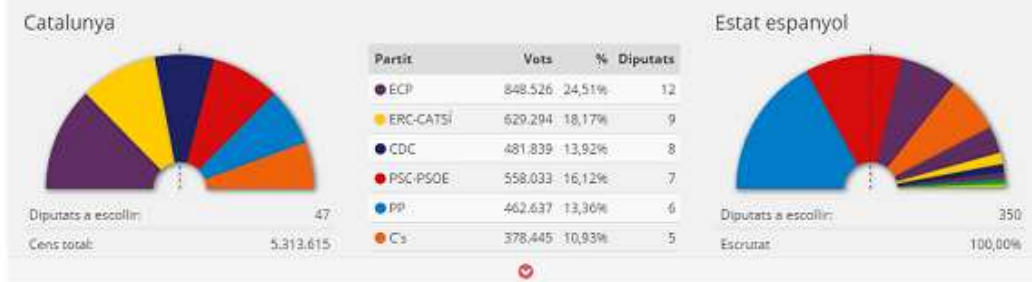 Catalunya
Diputats a escollir: 47
Cens total: 5.313.615
Partit Vots % Diputats
ECP 848.526 24,51% 12
ERC-CATSÍ 629.294 18,17% 9
CDC 481.839 13,92% 8
PSC-PSOE 558.033 16,12% 7
PP 462.637 13,36% 6
C's 378.445 10,93% 5
Estat espanyol
Diputats a escollir: 350
Escrutat 100,00%